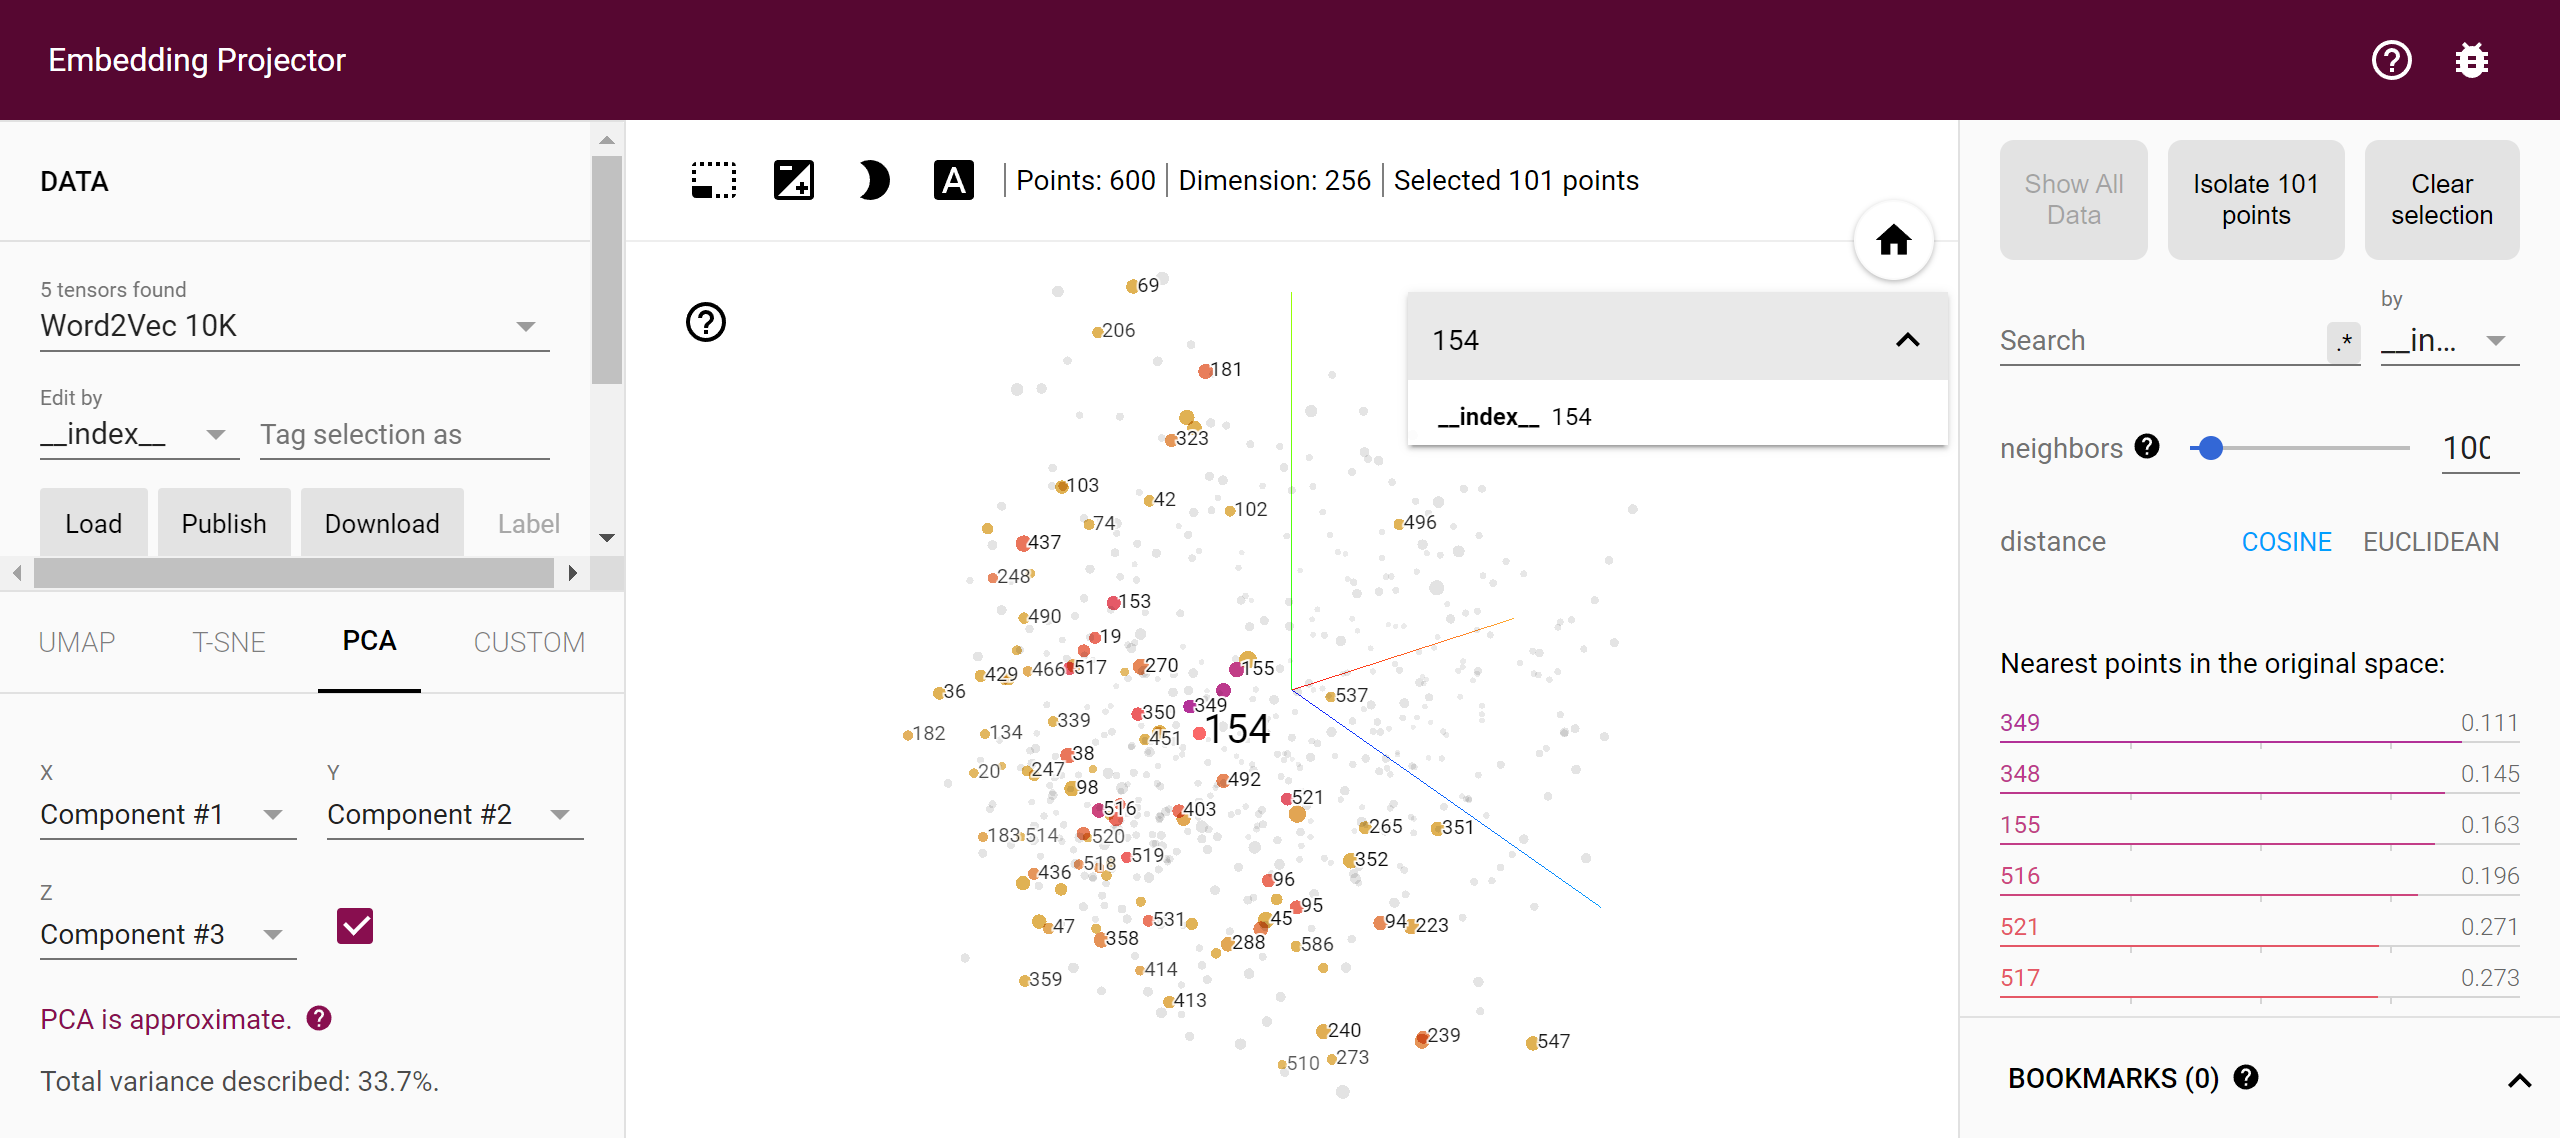 Embedding Projector
DATA
5 tensors found
Word2Vec 10K
Edit by
__index__
Tag selection as
Load
Publish
Download
Label
UMAP
T-SNE
PCA
CUSTOM
X
Component #1
Y
Component #2
Z
Component #3
PCA is approximate.
Total variance described: 33.7%.
A
Points: 600
Dimension: 256
Selected 101 points
154
__index__ 154
69
206
181
323
103
42
102
74
496
437
248
153
490
19
155
429
466
517
270
36
537
349
350
339
154
182
134
451
38
20
247
492
98
521
516
403
265
351
183
514
520
519
352
518
436
96
95
531
45
94
223
47
358
288
586
414
359
413
240
239
547
510
273
Show All Data
Isolate 101 points
Clear selection
Search
.*
by
__in...
neighbors
100
distance
COSINE
EUCLIDEAN
Nearest points in the original space:
349 0.111
348 0.145
155 0.163
516 0.196
521 0.271
517 0.273
BOOKMARKS (0)